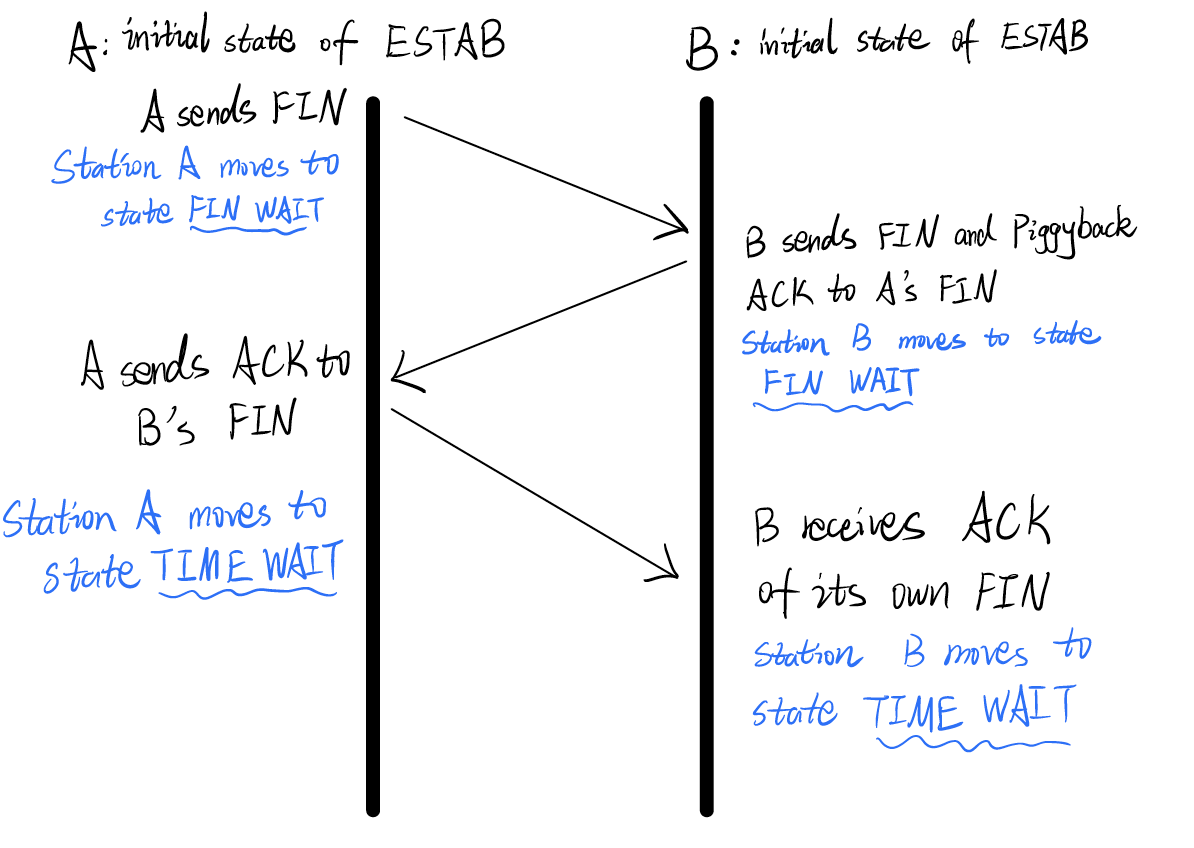 A: initial state of ESTAB
B: initial state of ESTAB
A sends FIN
Station A moves to
state FIN WAIT
B sends FIN and Piggyback
ACK to A's FIN
Station B moves to state
FIN WAIT
A sends ACK to
B's FIN
Station A moves to
state TIME WAIT
B receives ACK
of its own FIN
Station B moves to
state TIME WAIT